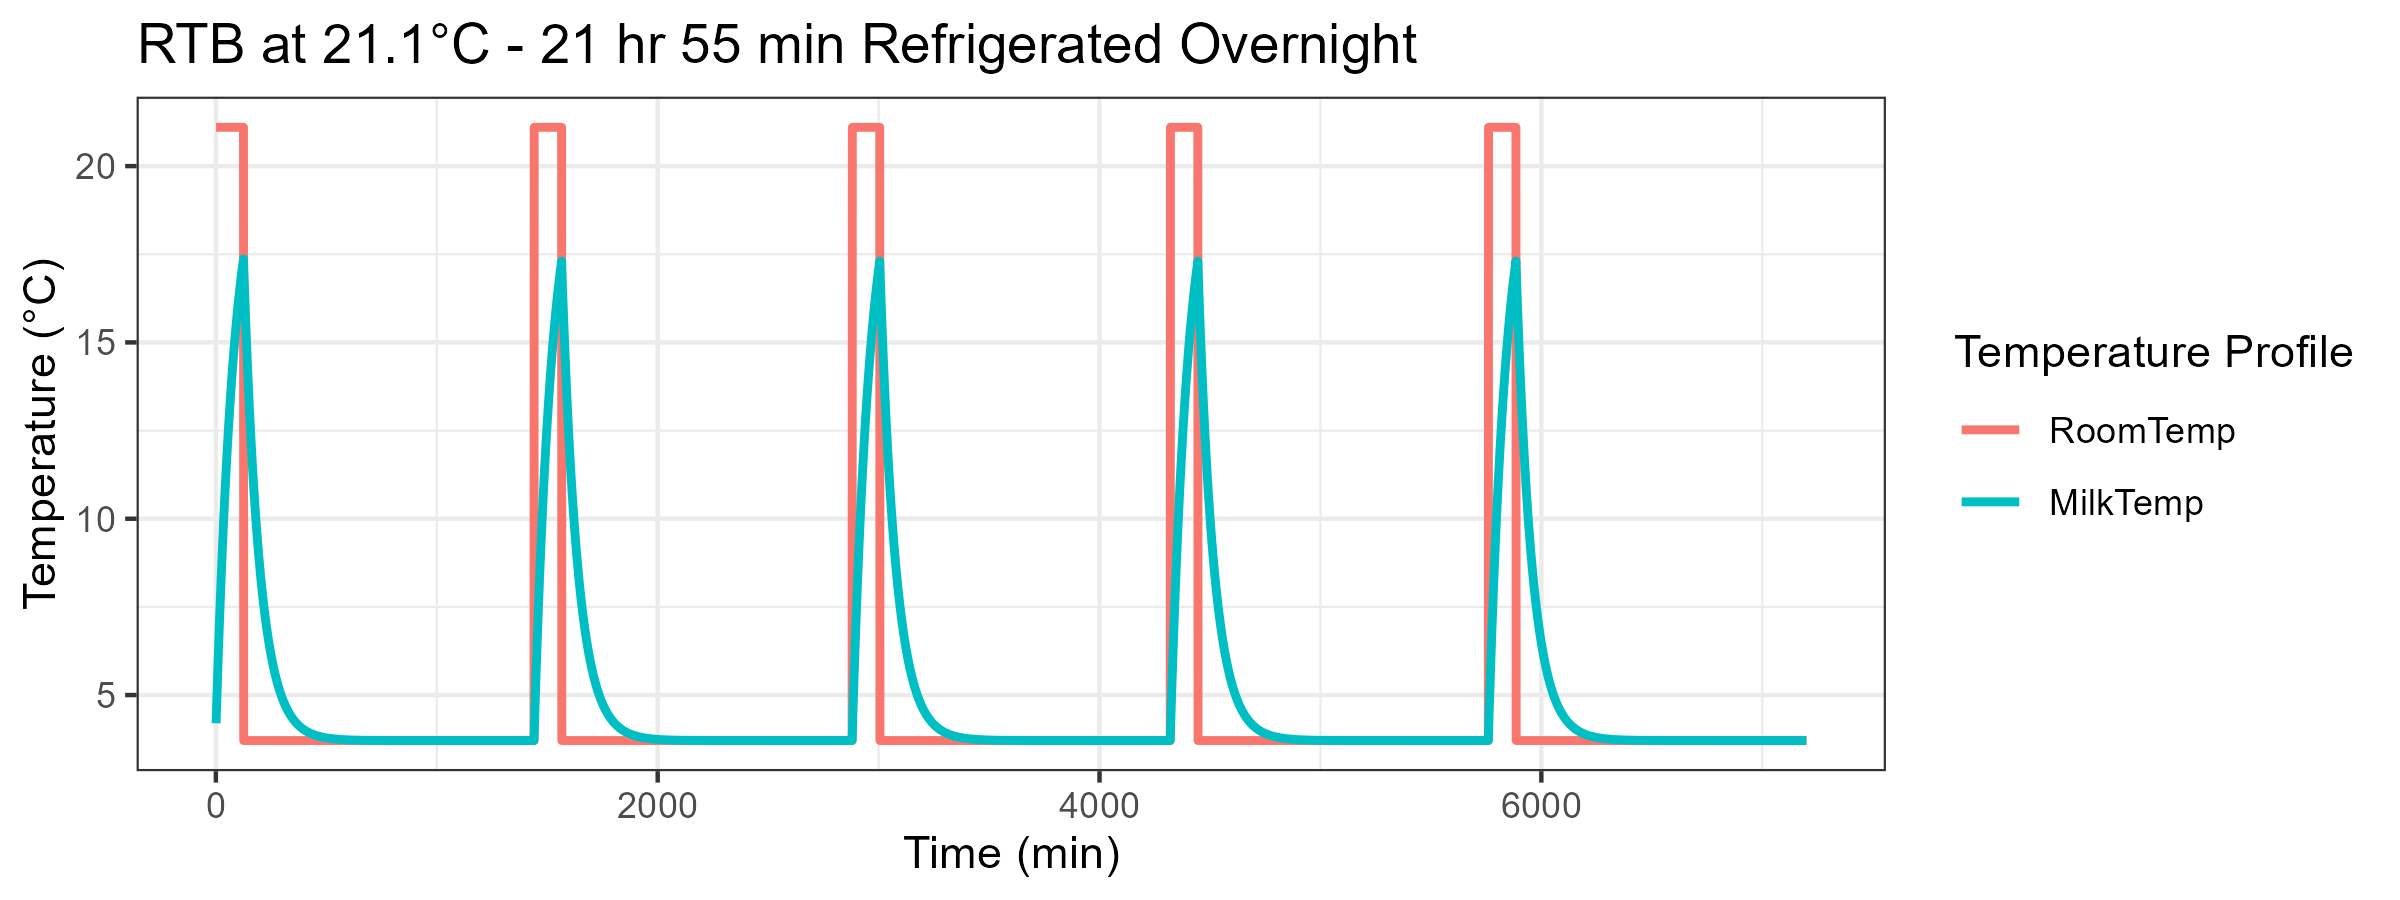 RTB at 21.1°C - 21 hr 55 min Refrigerated Overnight
Temperature (°C)
20
15
10
5
0
2000
4000
6000
Time (min)
Temperature Profile
RoomTemp
MilkTemp